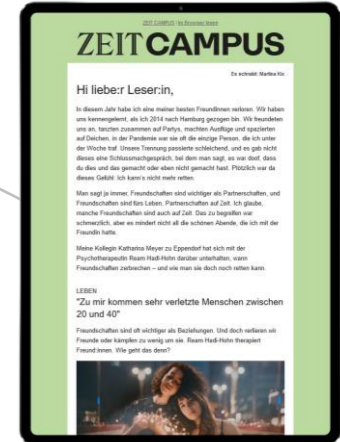 ZEIT CAMPUS | Im Browser lesen
ZEIT CAMPUS
Es schreibt: Martina Kix
Hi liebe:r Leser:in,
In diesem Jahr habe ich eine meiner besten Freundinnen verloren. Wir haben
uns kennengelernt, als ich 2014 nach Hamburg gezogen bin. Wir freundeten
uns an, tanzten zusammen auf Partys, machten Ausflüge und spazierten
auf Deichen, in der Pandemie war sie oft die einzige Person, die ich unter
der Woche traf. Unsere Trennung passierte schleichend, und es gab nicht
dieses eine Schlussmachgespräch, bei dem man sagt, es war doof, dass
du dies und das gemacht oder eben nicht gemacht hast. Plötzlich war da
dieses Gefühl: Ich kann's nicht mehr retten.
Man sagt ja immer, Freundschaften sind wichtiger als Partnerschaften, und
Freundschaften sind fürs Leben, Partnerschaften auf Zeit. Ich glaube,
manche Freundschaften sind auch auf Zeit. Das zu begreifen war
schmerzlich, aber es mindert nicht all die schönen Abende, die ich mit der
Freundin hatte.
Meine Kollegin Katharina Meyer zu Eppendorf hat sich mit der
Psychotherapeutin Ream Hadl-Hohn darüber unterhalten, wann
Freundschaften zerbrechen – und wie man sie doch noch retten kann.
LEBEN
"Zu mir kommen sehr verletzte Menschen zwischen
20 und 40"
Freundschaften sind oft wichtiger als Beziehungen. Und doch verlieren wir
Freunde oder kämpfen zu wenig um sie. Ream Hadl-Hohn therapiert
Freund:innen. Wie geht das denn?